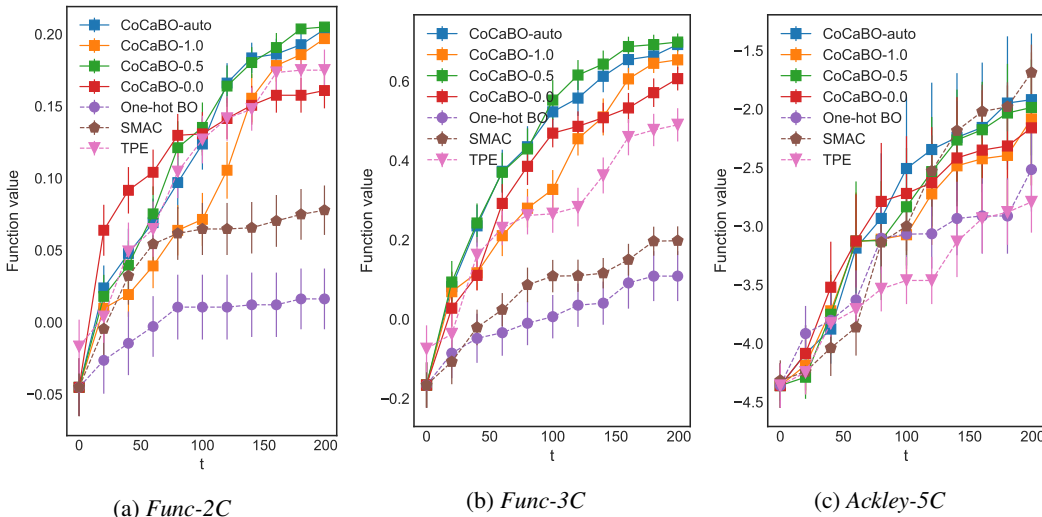 0.20
0.15
0.10
0.05
0.00
−0.05
Function value
CoCaBO-auto
CoCaBO-1.0
CoCaBO-0.5
CoCaBO-0.0
One-hot BO
SMAC
TPE
0 50 100 150 200
t
(a) Func-2C
0.6
0.4
0.2
0.0
−0.2
Function value
CoCaBO-auto
CoCaBO-1.0
CoCaBO-0.5
CoCaBO-0.0
One-hot BO
SMAC
TPE
0 50 100 150 200
t
(b) Func-3C
−1.5
−2.0
−2.5
−3.0
−3.5
−4.0
−4.5
Function value
CoCaBO-auto
CoCaBO-1.0
CoCaBO-0.5
CoCaBO-0.0
One-hot BO
SMAC
TPE
0 50 100 150 200
t
(c) Ackley-5C